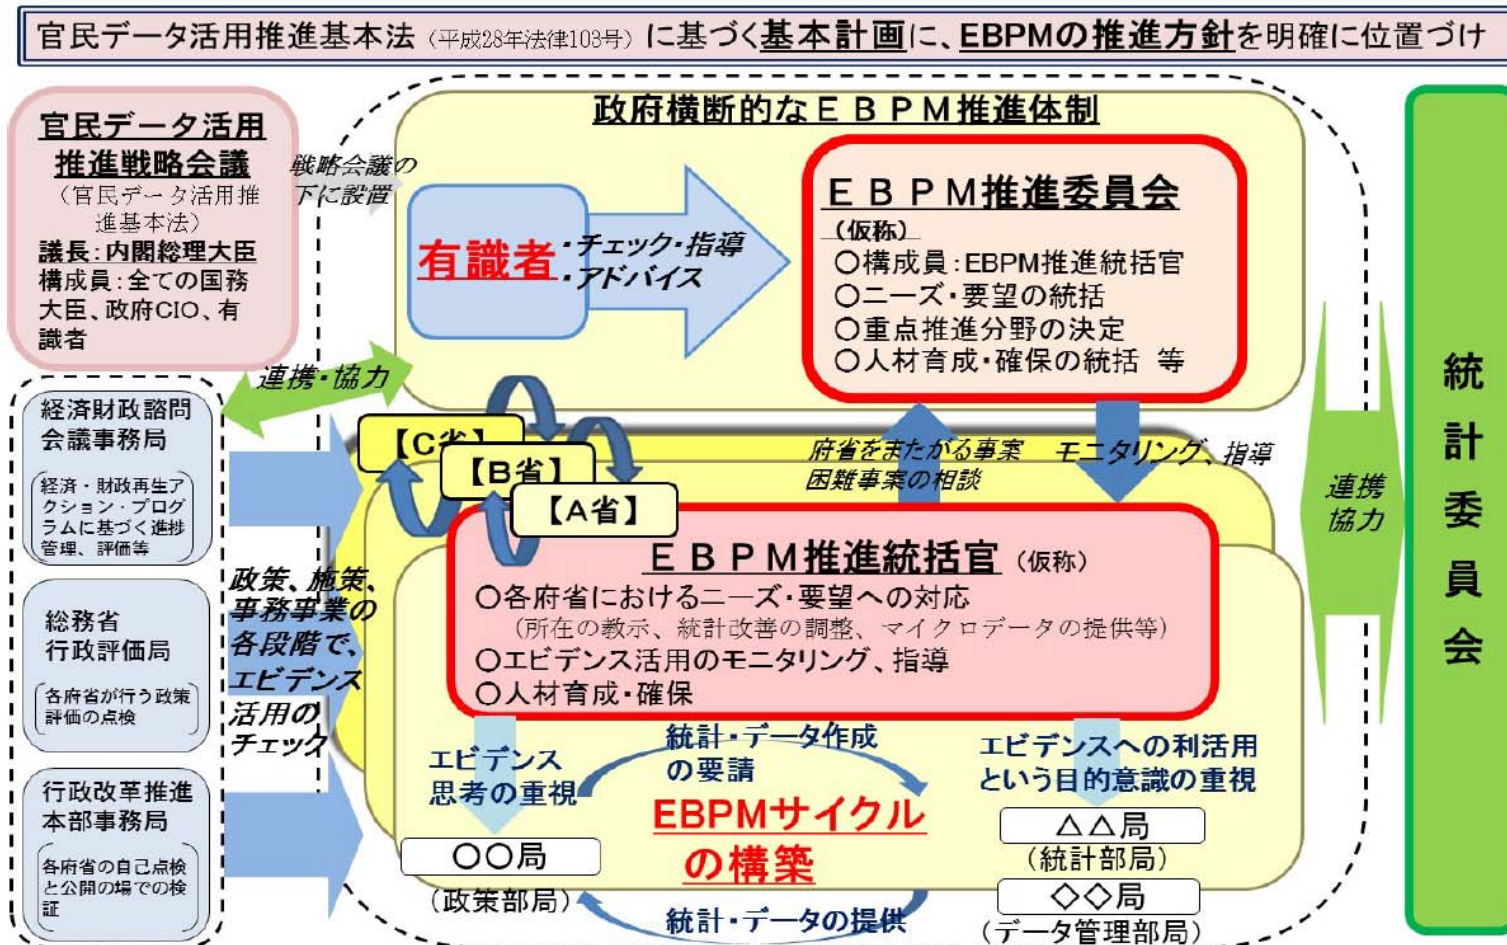 官民データ活用推進基本法（平成28年法律103号）に基づく基本計画に、EBPMの推進方針を明確に位置づけ
官民データ活用
推進戦略会議
（官民データ活用推
進基本法）
議長：内閣総理大臣
構成員：全ての国務
大臣、政府CIO、有
識者
戦略会議の
下に設置
政府横断的なＥＢＰＭ推進体制
有識者
・チェック・指導
・アドバイス
ＥＢＰＭ推進委員会
（仮称）
○構成員：EBPM推進統括官
○ニーズ・要望の統括
○重点推進分野の決定
○人材育成・確保の統括 等
連携・協力
経済財政諮問
会議事務局
経済・財政再生ア
クション・プログ
ラムに基づく進捗
管理、評価等
総務省
行政評価局
各府省が行う政策
評価の点検
行政改革推進
本部事務局
各府省の自己点検
と公開の場での検
証
政策、施策、
事務事業の
各段階で、
エビデンス
活用の
チェック
【C省】
【B省】
【A省】
府省をまたがる事案
困難事案の相談
モニタリング、指導
ＥＢＰＭ推進統括官（仮称）
○各府省におけるニーズ・要望への対応
（所在の教示、統計改善の調整、マイクロデータの提供等）
○エビデンス活用のモニタリング、指導
○人材育成・確保
エビデンス
思考の重視
統計・データ作成
の要請
エビデンスへの利活用
という目的意識の重視
EBPMサイクル
の構築
○○局
（政策部局）
統計・データの提供
△△局
（統計部局）
◇◇局
（データ管理部局）
連携
協力
統計委員会